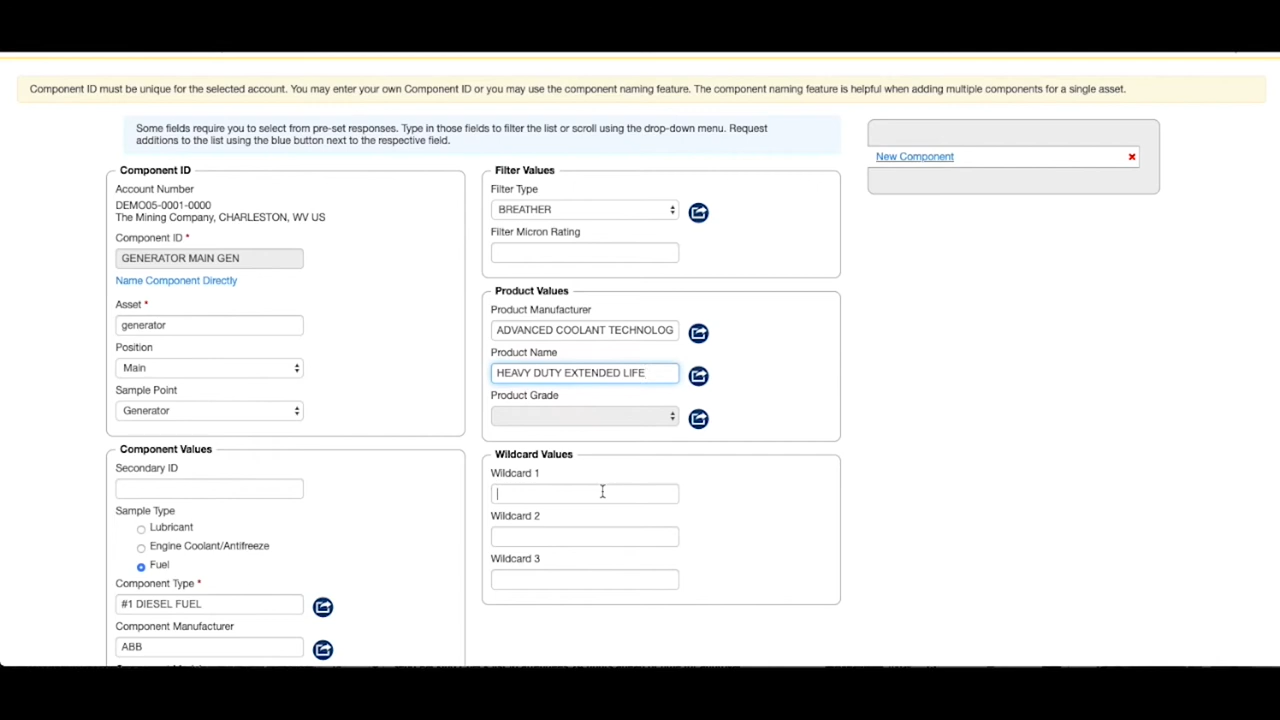 Component ID must be unique for the selected account. You may enter your own Component ID or you may use the component naming feature. The component naming feature is helpful when adding multiple components for a single asset.
Some fields require you to select from pre-set responses. Type in those fields to filter the list or scroll using the drop-down menu. Request
additions to the list using the blue button next to the respective field.
New Component
Component ID
Account Number
DEMO05-0001-0000
The Mining Company, CHARLESTON, WV US
Component ID *
GENERATOR MAIN GEN
Name Component Directly
Asset *
generator
Position
Main
Sample Point
Generator
Component Values
Secondary ID
Sample Type
Lubricant
Engine Coolant/Antifreeze
Fuel
Component Type *
#1 DIESEL FUEL
Component Manufacturer
ABB
Filter Values
Filter Type
BREATHER
Filter Micron Rating
Product Values
Product Manufacturer
ADVANCED COOLANT TECHNOLOG
Product Name
HEAVY DUTY EXTENDED LIFE
Product Grade
Wildcard Values
Wildcard 1
Wildcard 2
Wildcard 3